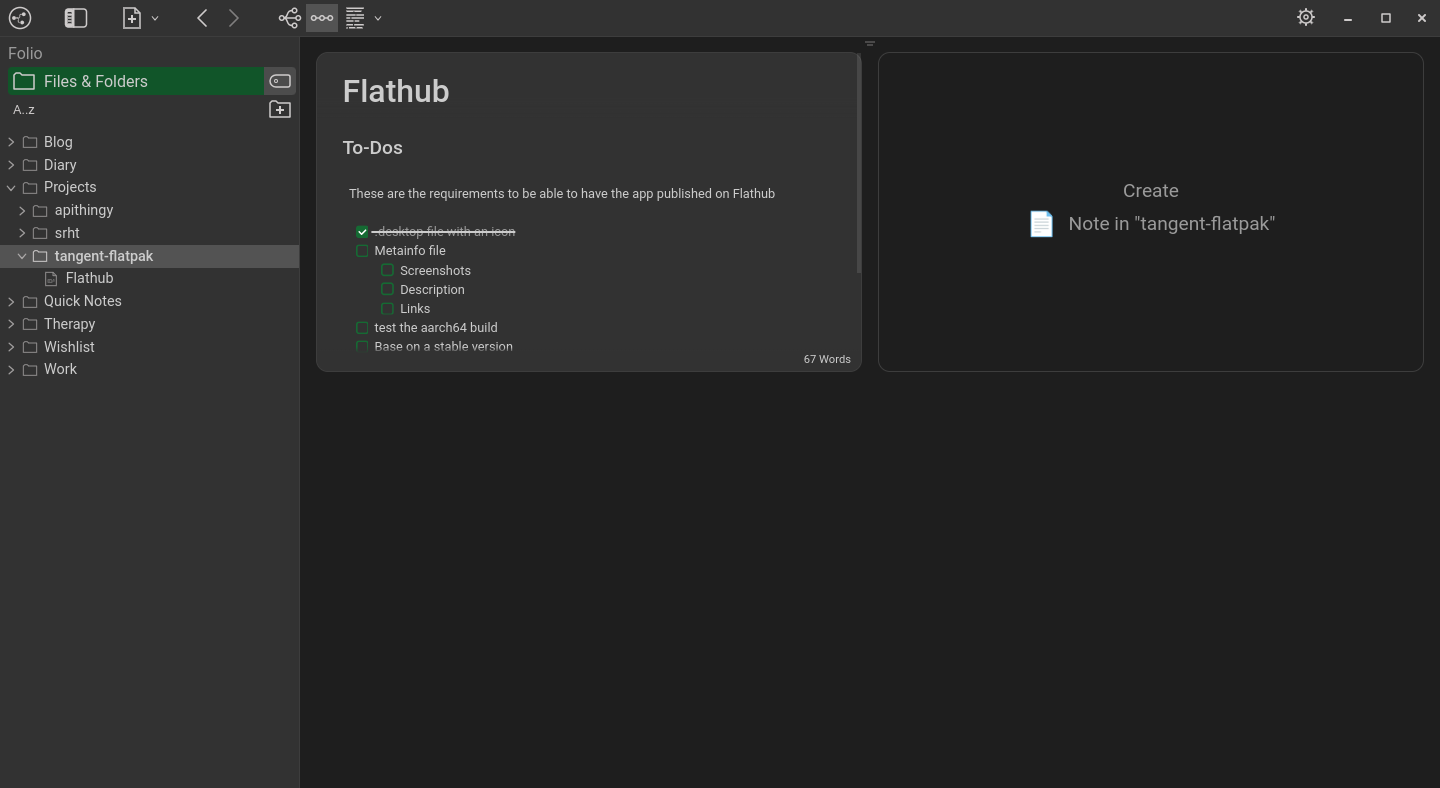 Folio
Files & Folders
A..z
Blog
Diary
Projects
apithingy
srht
tangent-flatpak
Flathub
Quick Notes
Therapy
Wishlist
Work
Flathub
To-Dos
These are the requirements to be able to have the app published on Flathub
.desktop file with an icon
Metainfo file
Screenshots
Description
Links
test the aarch64 build
Base on a stable version
67 Words
Create
Note in "tangent-flatpak"